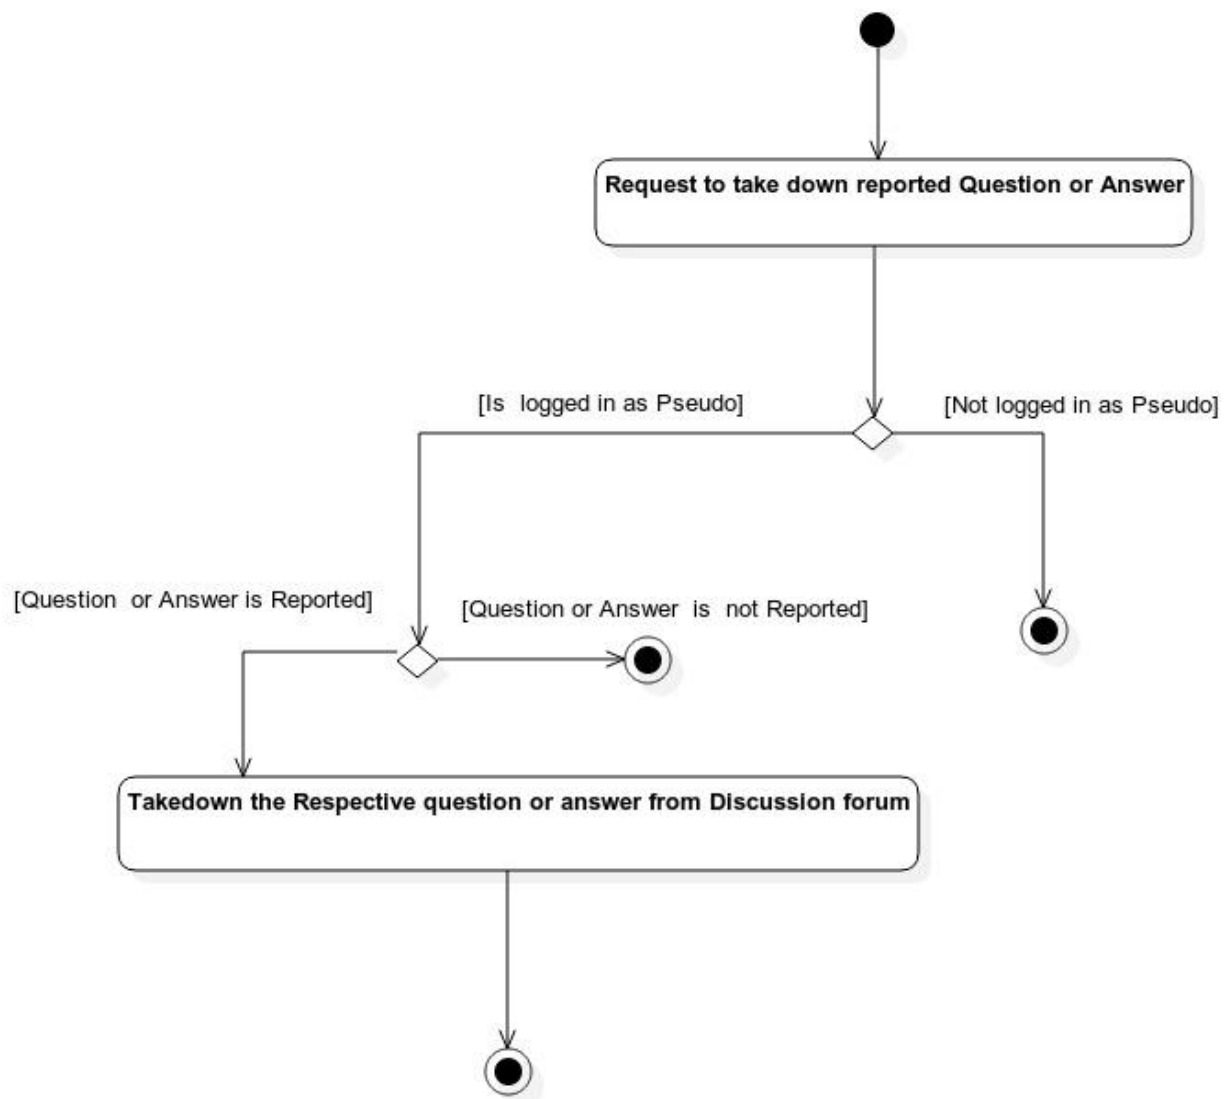 Request to take down reported Question or Answer
[Is  logged in as Pseudo]
[Not logged in as Pseudo]
[Question  or Answer is Reported]
[Question or Answer  is  not Reported]
Takedown the Respective question or answer from Discussion forum